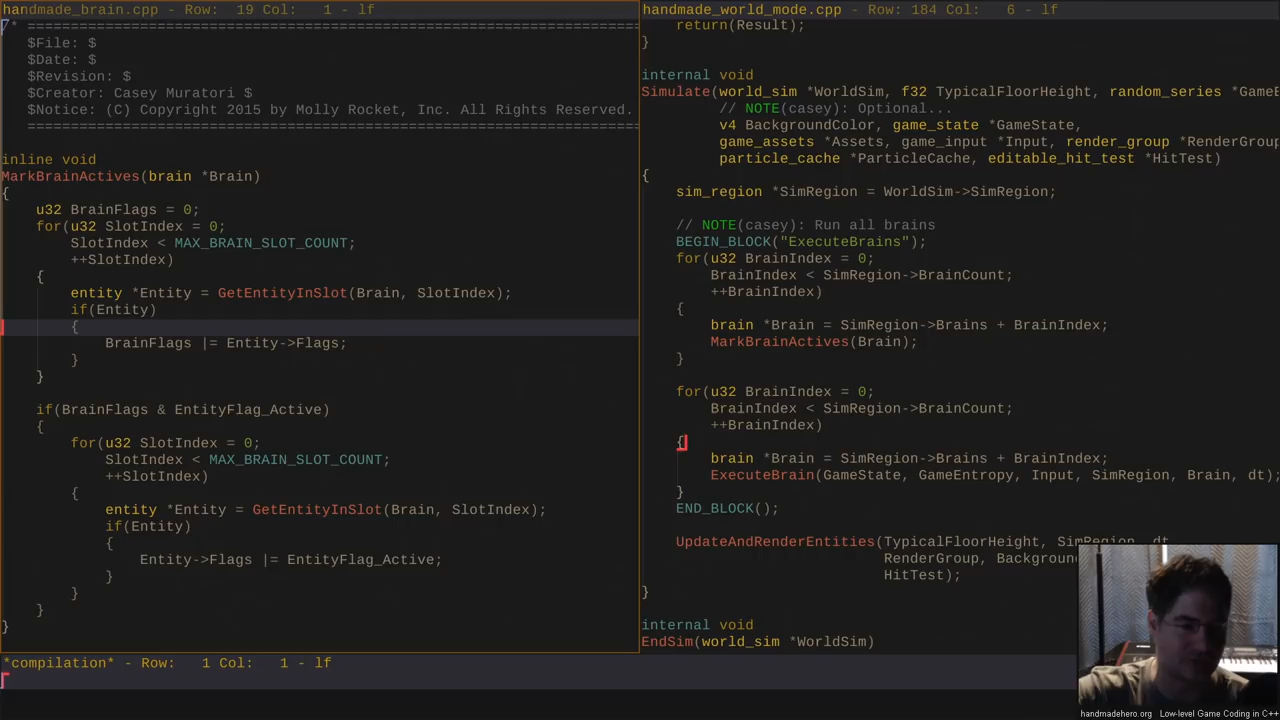 handmade_brain.cpp - Row: 19 Col: 1 - lf
/* ========================================================================
$File: $
$Date: $
$Revision: $
$Creator: Casey Muratori $
$Notice: (C) Copyright 2015 by Molly Rocket, Inc. All Rights Reserved.
========================================================================
inline void
MarkBrainActives(brain *Brain)
{
u32 BrainFlags = 0;
for(u32 SlotIndex = 0;
SlotIndex < MAX_BRAIN_SLOT_COUNT;
++SlotIndex)
{
entity *Entity = GetEntityInSlot(Brain, SlotIndex);
if(Entity)
{
BrainFlags |= Entity->Flags;
}
}
if(BrainFlags & EntityFlag_Active)
{
for(u32 SlotIndex = 0;
SlotIndex < MAX_BRAIN_SLOT_COUNT;
++SlotIndex)
{
entity *Entity = GetEntityInSlot(Brain, SlotIndex);
if(Entity)
{
Entity->Flags |= EntityFlag_Active;
}
}
}
}
handmade_world_mode.cpp - Row: 184 Col: 6 - lf
return(Result);
}
internal void
Simulate(world_sim *WorldSim, f32 TypicalFloorHeight, random_series *GameE
// NOTE(casey): Optional...
v4 BackgroundColor, game_state *GameState,
game_assets *Assets, game_input *Input, render_group *RenderGroup
particle_cache *ParticleCache, editable_hit_test *HitTest)
{
sim_region *SimRegion = WorldSim->SimRegion;
// NOTE(casey): Run all brains
BEGIN_BLOCK("ExecuteBrains");
for(u32 BrainIndex = 0;
BrainIndex < SimRegion->BrainCount;
++BrainIndex)
{
brain *Brain = SimRegion->Brains + BrainIndex;
MarkBrainActives(Brain);
}
for(u32 BrainIndex = 0;
BrainIndex < SimRegion->BrainCount;
++BrainIndex)
{
brain *Brain = SimRegion->Brains + BrainIndex;
ExecuteBrain(GameState, GameEntropy, Input, SimRegion, Brain, dt);
}
END_BLOCK();
UpdateAndRenderEntities(TypicalFloorHeight, SimRegion, dt
RenderGroup, Backgroun
HitTest);
}
internal void
EndSim(world_sim *WorldSim)
*compilation* - Row: 1 Col: 1 - lf
handmadehero.org - Low-level Game Coding in C++